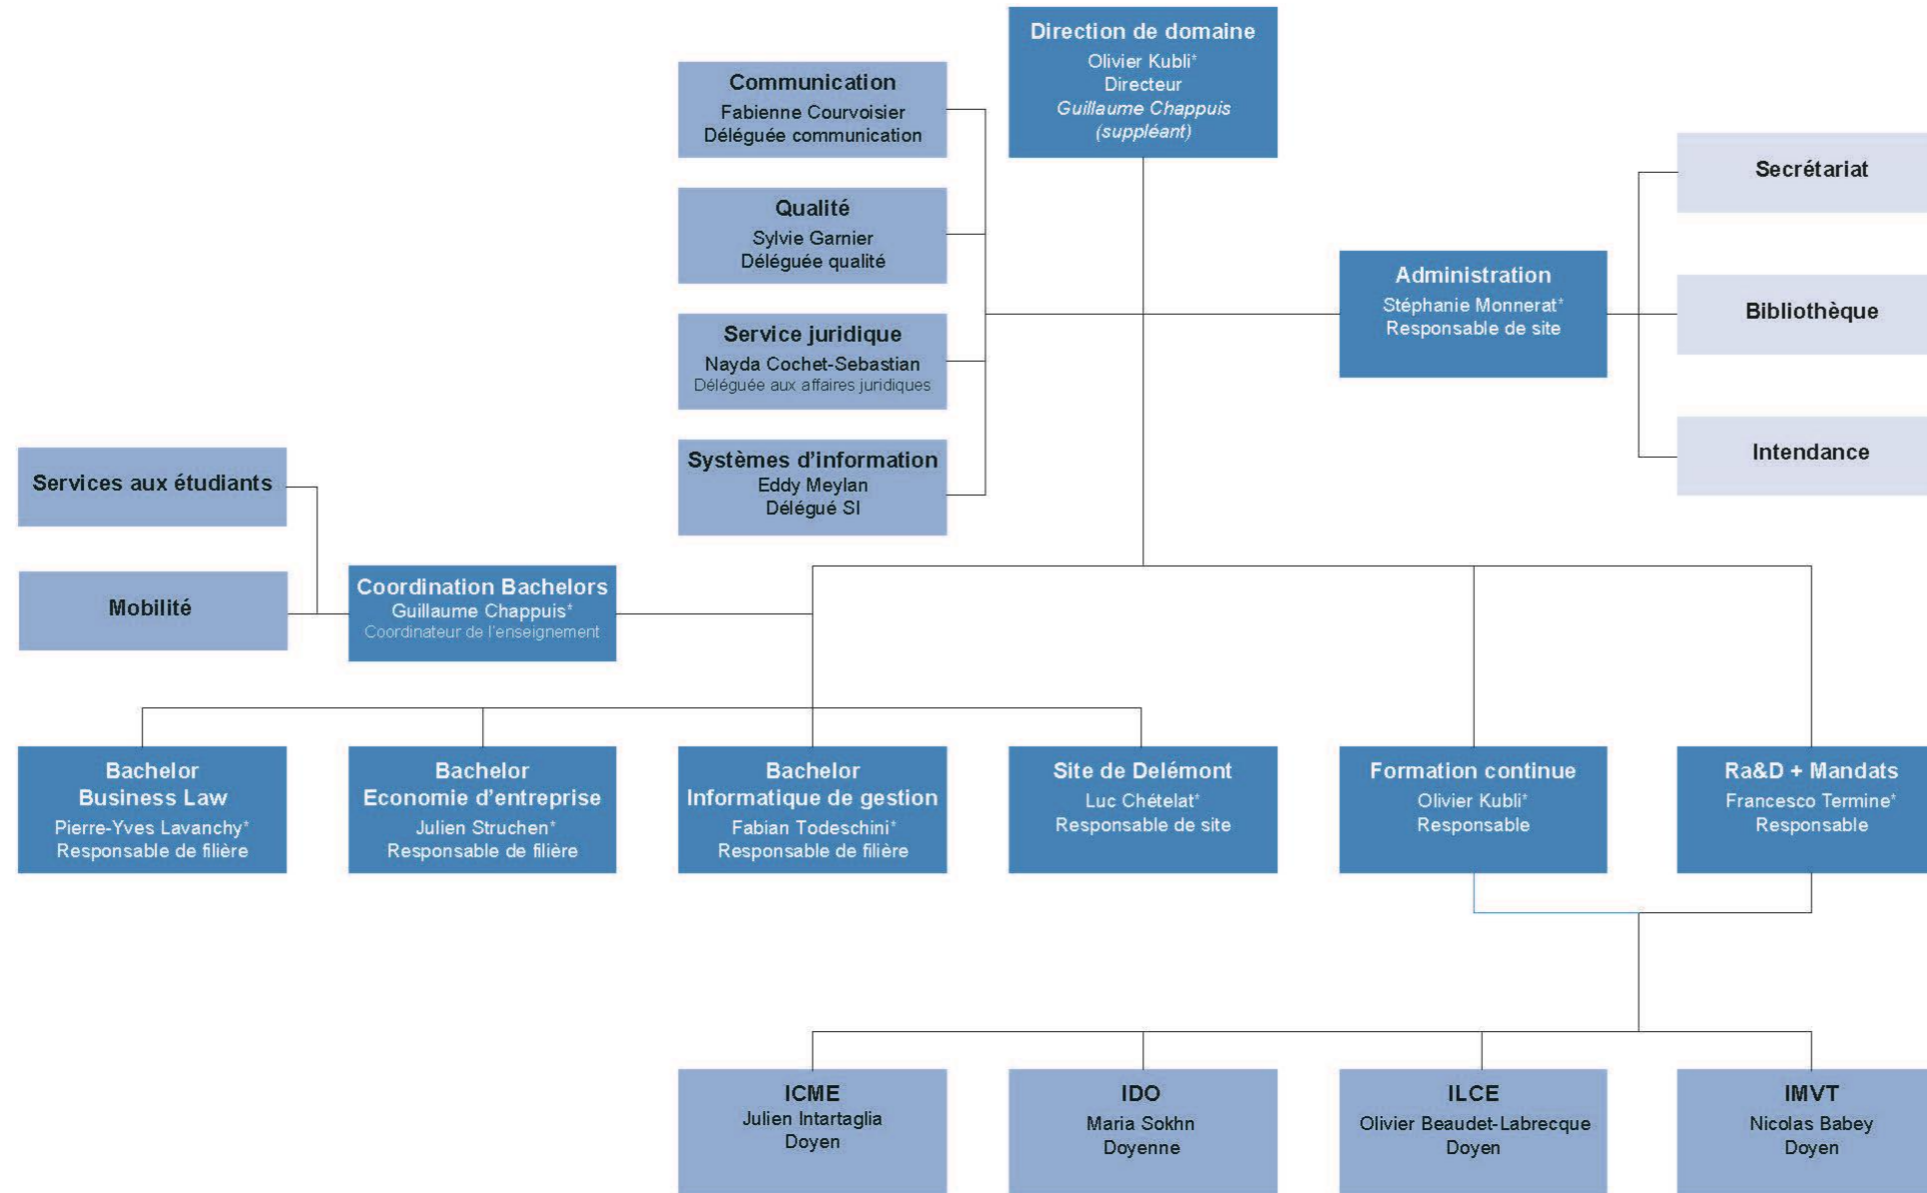 Direction de domaine
Olivier Kubli*
Directeur
Guillaume Chappuis
(suppléant)
Communication
Fabienne Courvoisier
Déléguée communication
Qualité
Sylvie Garnier
Déléguée qualité
Service juridique
Nayda Cochet-Sebastian
Déléguée aux affaires juridiques
Systèmes d'information
Eddy Meylan
Délégué SI
Administration
Stéphanie Monnerat*
Responsable de site
Secrétariat
Bibliothèque
Intendance
Services aux étudiants
Mobilité
Coordination Bachelors
Guillaume Chappuis*
Coordinateur de l'enseignement
Bachelor
Business Law
Pierre-Yves Lavanchy*
Responsable de filière
Bachelor
Economie d'entreprise
Julien Struchen*
Responsable de filière
Bachelor
Informatique de gestion
Fabian Todeschini*
Responsable de filière
Site de Delémont
Luc Chételat*
Responsable de site
Formation continue
Olivier Kubli*
Responsable
Ra&D + Mandats
Francesco Termine*
Responsable
ICME
Julien Intartaglia
Doyen
IDO
Maria Sokhn
Doyenne
ILCE
Olivier Beaudet-Labrecque
Doyen
IMVT
Nicolas Babey
Doyen